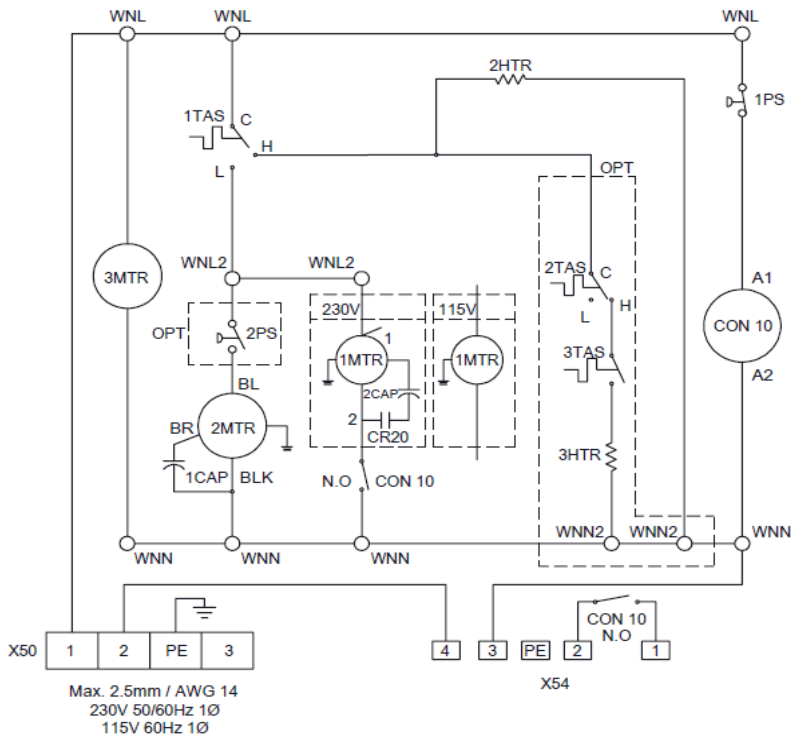 WNL WNL WNL
2HTR
1PS
1TAS C
H
L
OPT
WNL2 WNL2
2TAS C
L H
A1
3MTR
230V 115V
OPT 2PS
1
1MTR 1MTR
CON 10
3TAS
A2
2CAP
BL
BR 2MTR
2
CR20
3HTR
1CAP BLK
N.O CON 10
WNN2 WNN2 WNN
WNN WNN WNN
CON 10
N.O
X50 1 2 PE 3
4 3 PE 2 1
X54
Max. 2.5mm / AWG 14
230V 50/60Hz 1Ø
115V 60Hz 1Ø